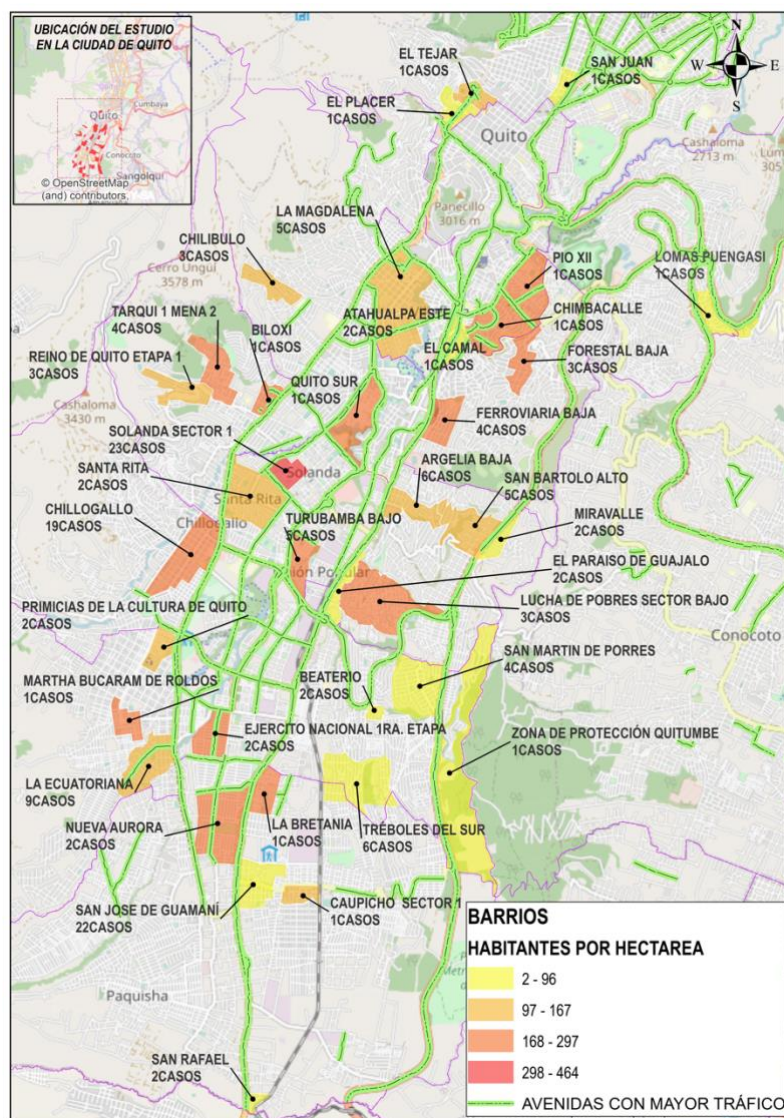 UBICACIÓN DEL ESTUDIO
EN LA CIUDAD DE QUITO
Quito
Cumbaya
Conocoto
Sangolquí
© OpenStreetMap
(and) contributors.
N
W
E
S
EL TEJAR
1CASOS
SAN JUAN
1CASOS
EL PLACER
1CASOS
Quito
Cashaloma
2713 m
Panecillo
3016 m
LA MAGDALENA
5CASOS
CHILIBULO
3CASOS
Cerro Ungui
3578 m
PIO XII
1CASOS
LOMAS PUENGASI
1CASOS
TARQUI 1 MENA 2
4CASOS
BILOXI
1CASOS
ATAHUALPA ESTE
2CASOS
CHIMBACALLE
1CASOS
REINO DE QUITO ETAPA 1
3CASOS
EL CAMAL
1CASOS
FORESTAL BAJA
3CASOS
QUITO SUR
1CASOS
Cashaloma
3430 m
SOLANDA SECTOR 1
23CASOS
Solanda
FERROVIARIA BAJA
4CASOS
SANTA RITA
2CASOS
Santa Rita
ARGELIA BAJA
6CASOS
SAN BARTOLO ALTO
5CASOS
CHILLOGALLO
19CASOS
Chillogallo
TURUBAMBA BAJO
5CASOS
MIRAVALLE
2CASOS
Unión Popular
EL PARAISO DE GUAJALO
2CASOS
PRIMICIAS DE LA CULTURA DE QUITO
2CASOS
LUCHA DE POBRES SECTOR BAJO
3CASOS
Conocoto
SAN MARTIN DE PORRES
4CASOS
MARTHA BUCARAM DE ROLDOS
1CASOS
BEATERIO
2CASOS
EJERCITO NACIONAL 1RA. ETAPA
2CASOS
ZONA DE PROTECCIÓN QUITUMBE
1CASOS
LA ECUATORIANA
9CASOS
NUEVA AURORA
2CASOS
LA BRETANIA
1CASOS
TRÉBOLES DEL SUR
6CASOS
SAN JOSE DE GUAMANÍ
22CASOS
CAUPICHO SECTOR 1
1CASOS
Paquisha
SAN RAFAEL
2CASOS
BARRIOS
HABITANTES POR HECTAREA
2 - 96
97 - 167
168 - 297
298 - 464
AVENIDAS CON MAYOR TRÁFICO